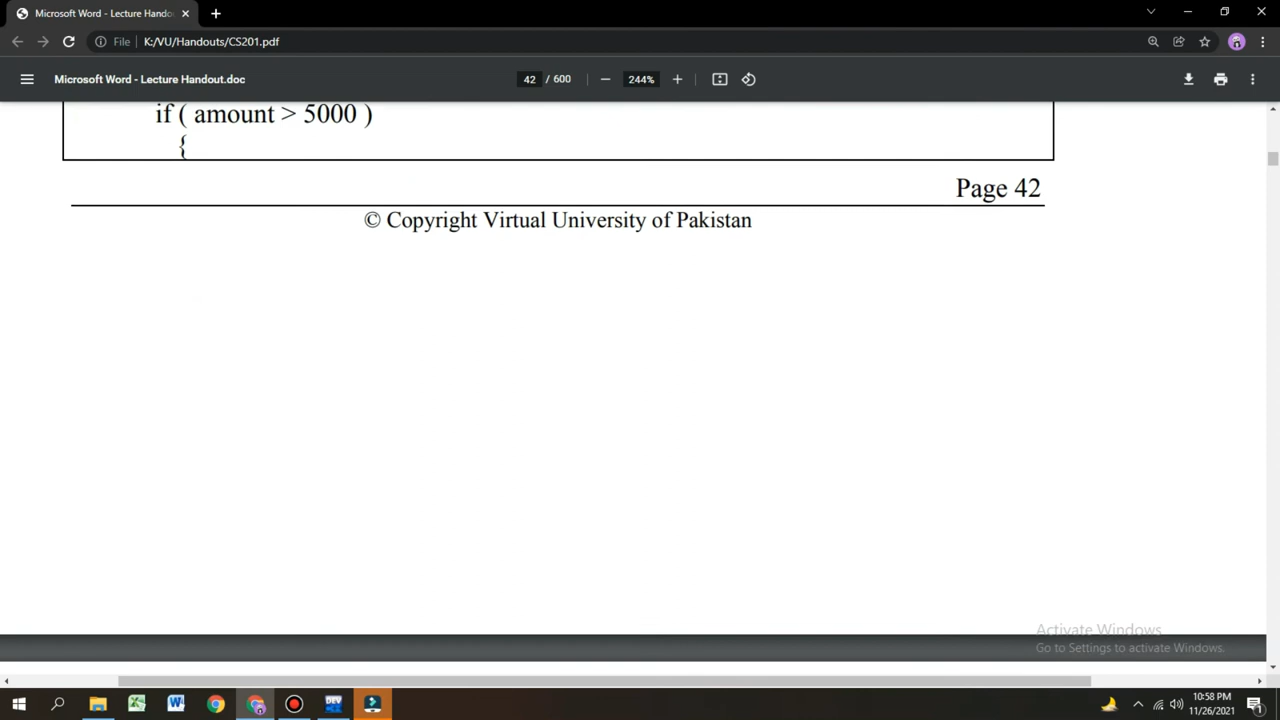 Microsoft Word - Lecture Hando
File K:/VU/Handouts/CS201.pdf
Microsoft Word - Lecture Handout.doc
42 / 600
244%
if ( amount > 5000 )
{
Page 42
© Copyright Virtual University of Pakistan
Activate Windows
Go to Settings to activate Windows.
DEV
10:58 PM
11/26/2021
1